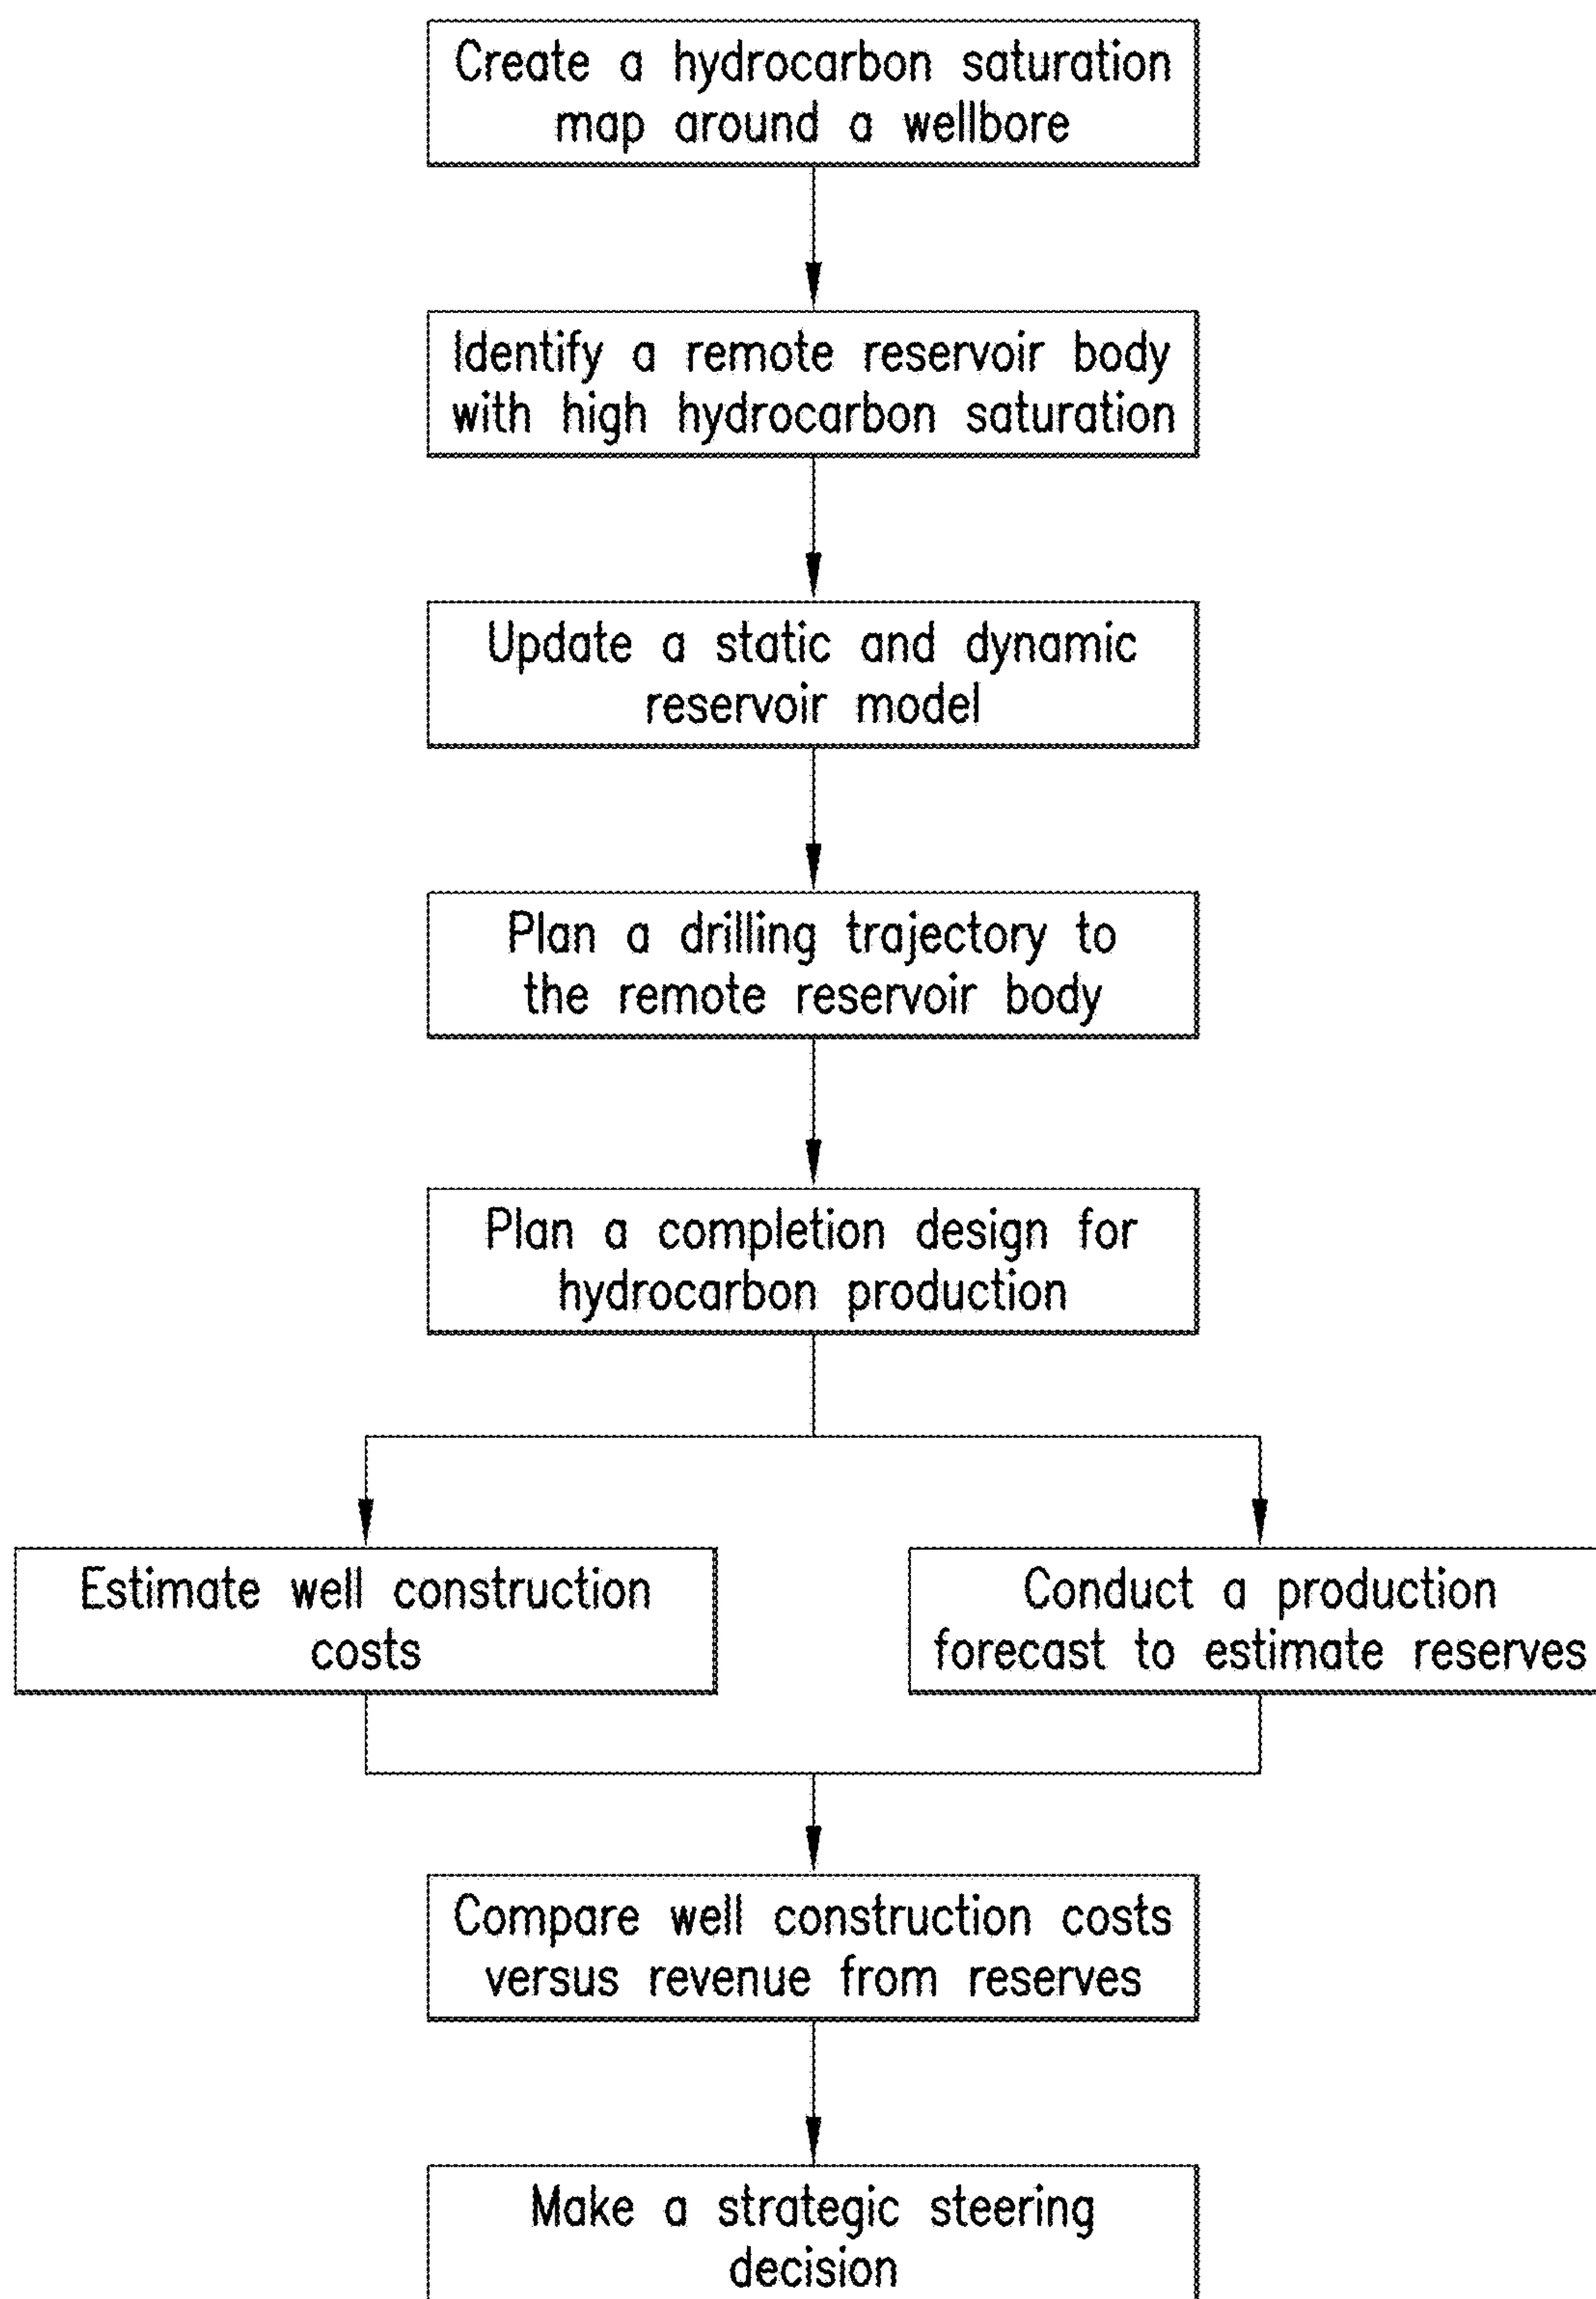 Create a hydrocarbon saturation
map around a wellbore
Identify a remote reservoir body
with high hydrocarbon saturation
Update a static and dynamic
reservoir model
Plan a drilling trajectory to
the remote reservoir body
Plan a completion design for
hydrocarbon production
Estimate well construction
costs
Conduct a production
forecast to estimate reserves
Compare well construction costs
versus revenue from reserves
Make a strategic steering
decision